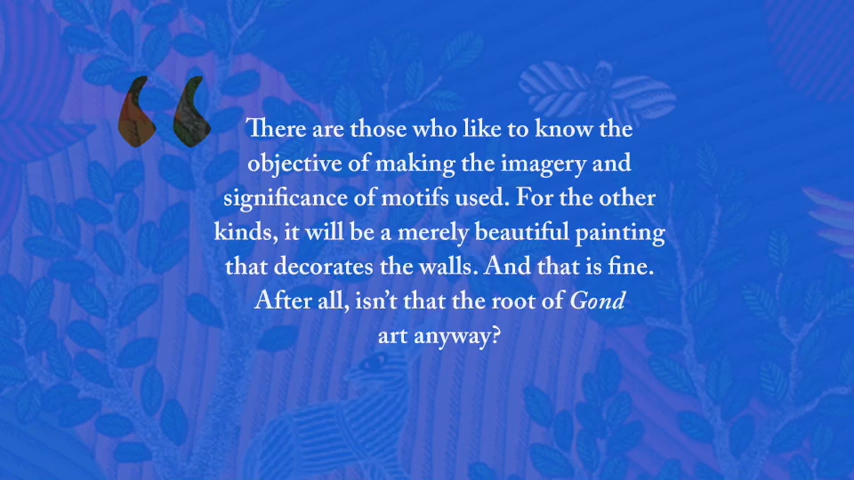 There are those who like to know the
objective of making the imagery and
significance of motifs used. For the other
kinds, it will be a merely beautiful painting
that decorates the walls. And that is fine.
After all, isn’t that the root of Gond
art anyway?